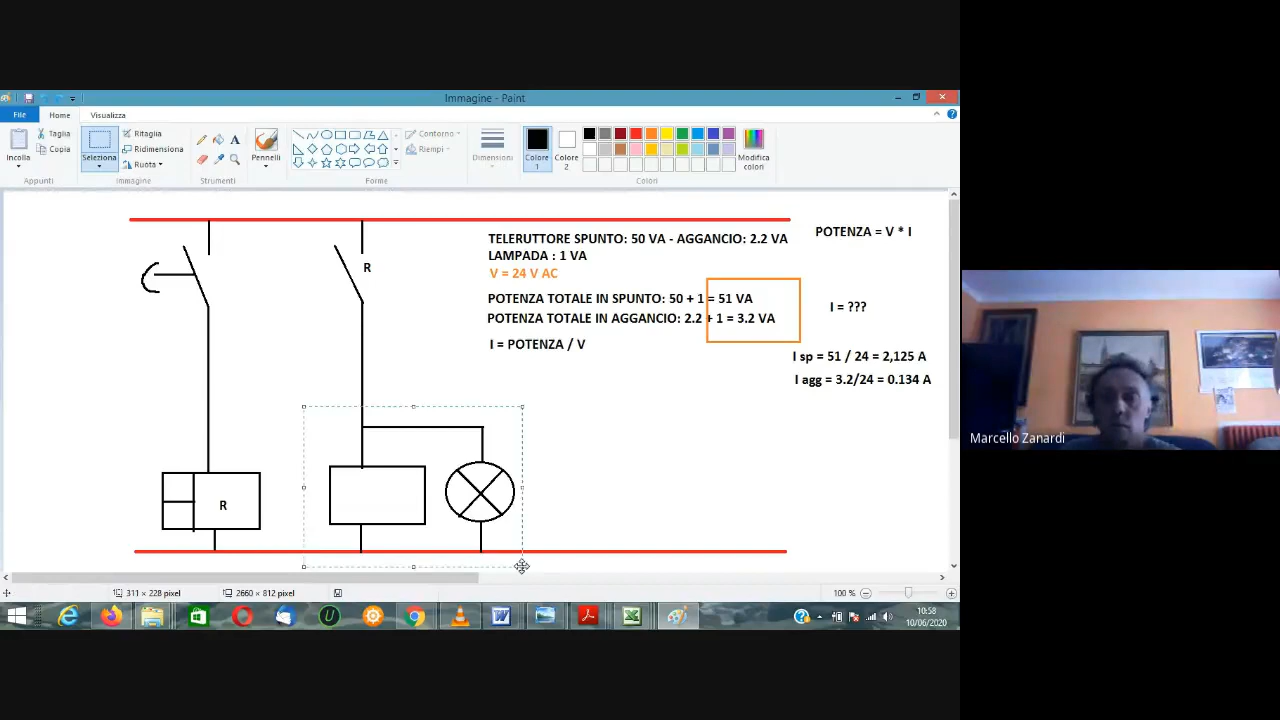 Immagine - Paint
File
Home
Visualizza
Incolla
Taglia
Copia
Appunti
Seleziona
Ritaglia
Ridimensiona
Ruota
Immagine
Strumenti
Pennelli
Contorno
Riempi
Forme
Dimensioni
Colore 1
Colore 2
Modifica colori
Colori
TELERUTTORE SPUNTO: 50 VA - AGGANCIO: 2.2 VA
LAMPADA : 1 VA
V = 24 V AC
POTENZA = V * I
R
POTENZA TOTALE IN SPUNTO: 50 + 1 = 51 VA
POTENZA TOTALE IN AGGANCIO: 2.2 + 1 = 3.2 VA
I = ???
I = POTENZA / V
I sp = 51 / 24 = 2,125 A
I agg = 3.2/24 = 0.134 A
R
Marcello Zanardi
311 × 228 pixel
2660 × 812 pixel
100 %
10:58
10/06/2020